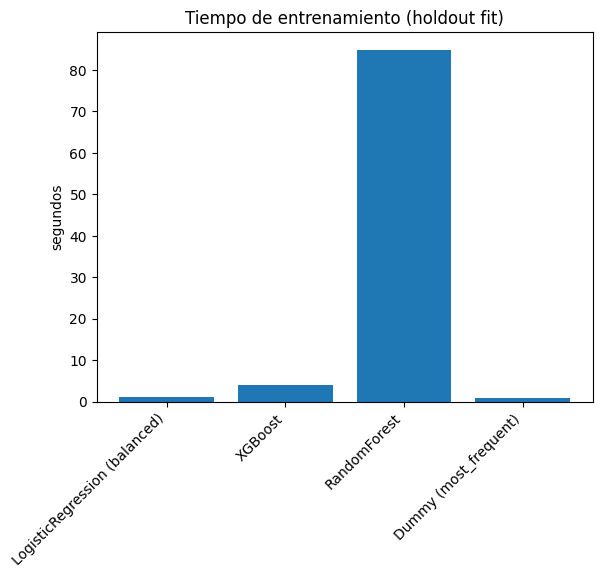 Tiempo de entrenamiento (holdout fit)
segundos
80
70
60
50
40
30
20
10
0
LogisticRegression (balanced)
XGBoost
RandomForest
Dummy (most_frequent)